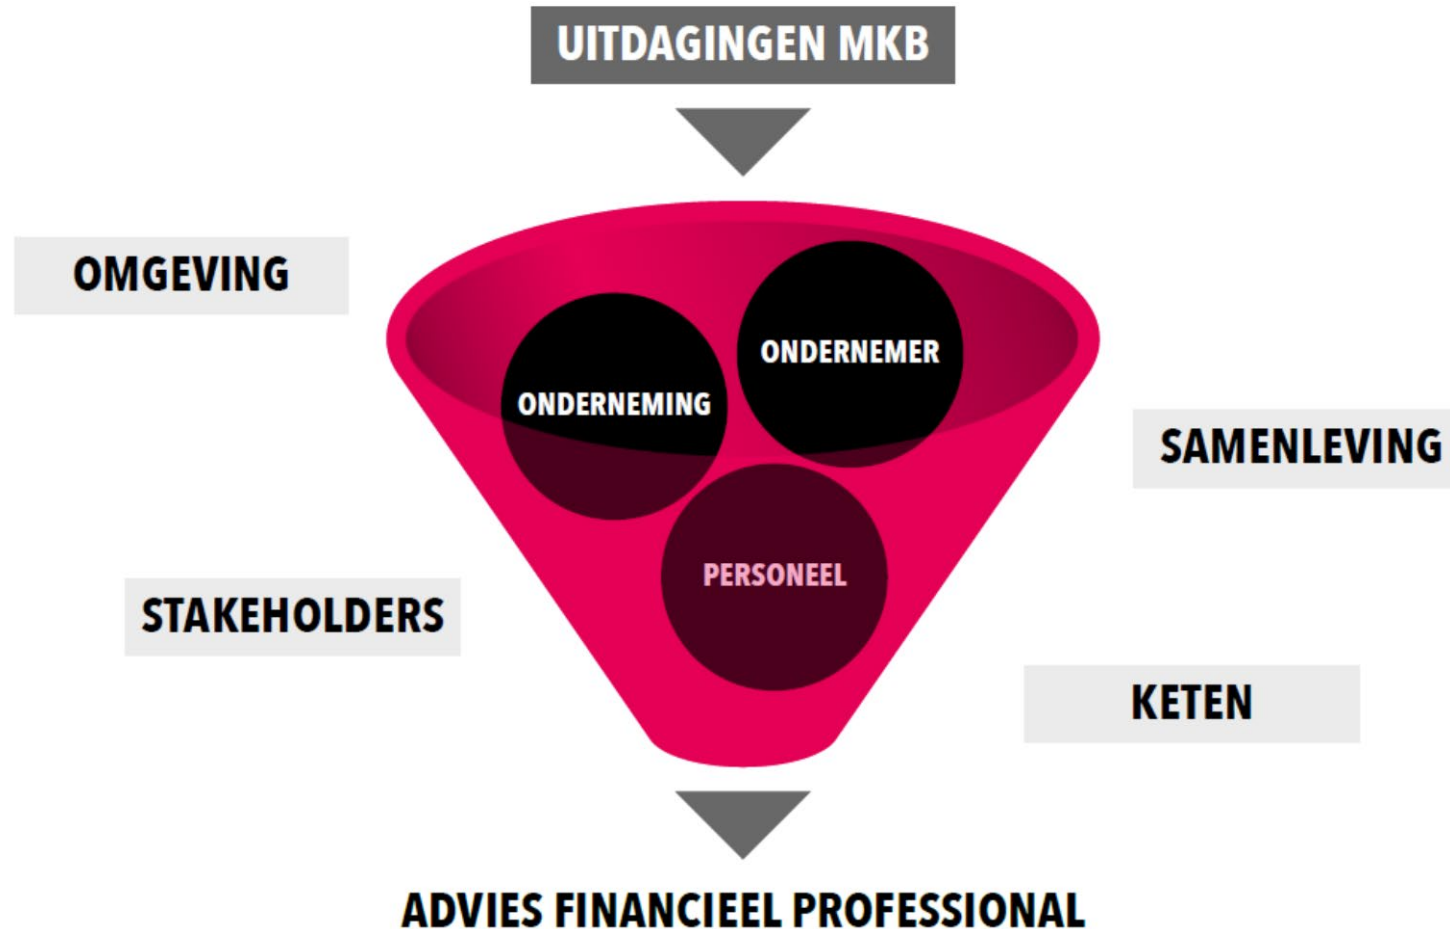 UITDAGINGEN MKB
OMGEVING
ONDERNEMER
ONDERNEMING
SAMENLEVING
PERSONEEL
STAKEHOLDERS
KETEN
ADVIES FINANCIEEL PROFESSIONAL